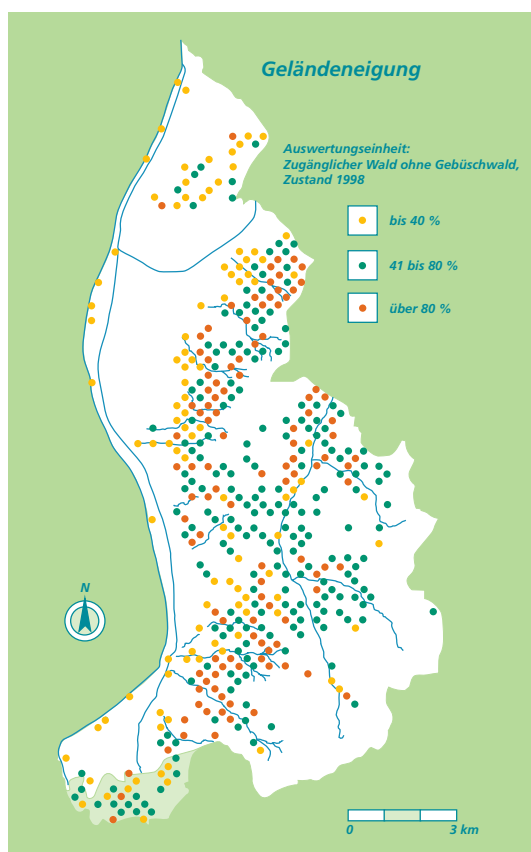 Geländeneigung
Auswertungseinheit:
Zugänglicher Wald ohne Gebüschwald,
Zustand 1998
bis 40 %
41 bis 80 %
über 80 %
N
0 3 km